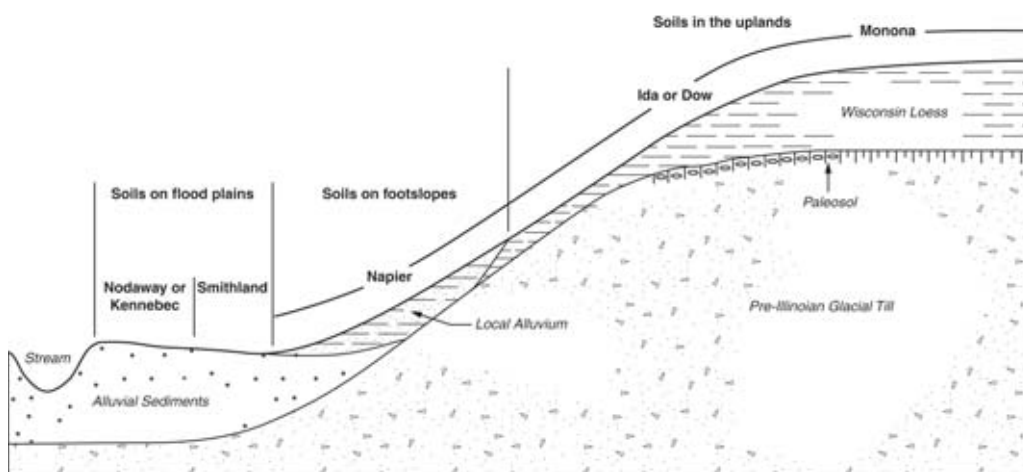 Soils in the uplands
Monona
Ida or Dow
Wisconsin Loess
Paleosol
Soils on flood plains
Soils on footslopes
Nodaway or
Kennebec
Smithland
Napier
Local Alluvium
Pre-Illinoian Glacial Till
Stream
Alluvial Sediments